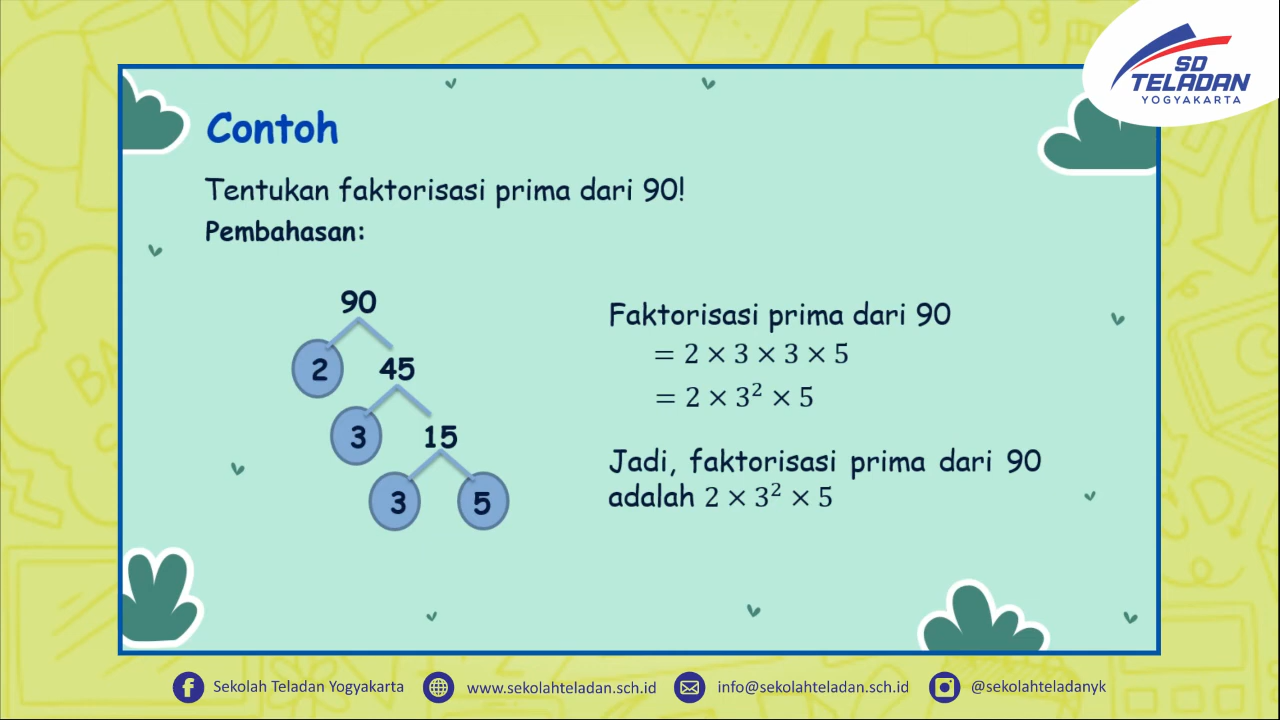 SD
TELADAN
YOGYAKARTA
Contoh
Tentukan faktorisasi prima dari 90!
Pembahasan:
90
2 45
3 15
3 5
Faktorisasi prima dari 90
= 2 × 3 × 3 × 5
= 2 × 3² × 5
Jadi, faktorisasi prima dari 90
adalah 2 × 3² × 5
Sekolah Teladan Yogyakarta
www.sekolahteladan.sch.id
info@sekolahteladan.sch.id
@sekolahteladanyk